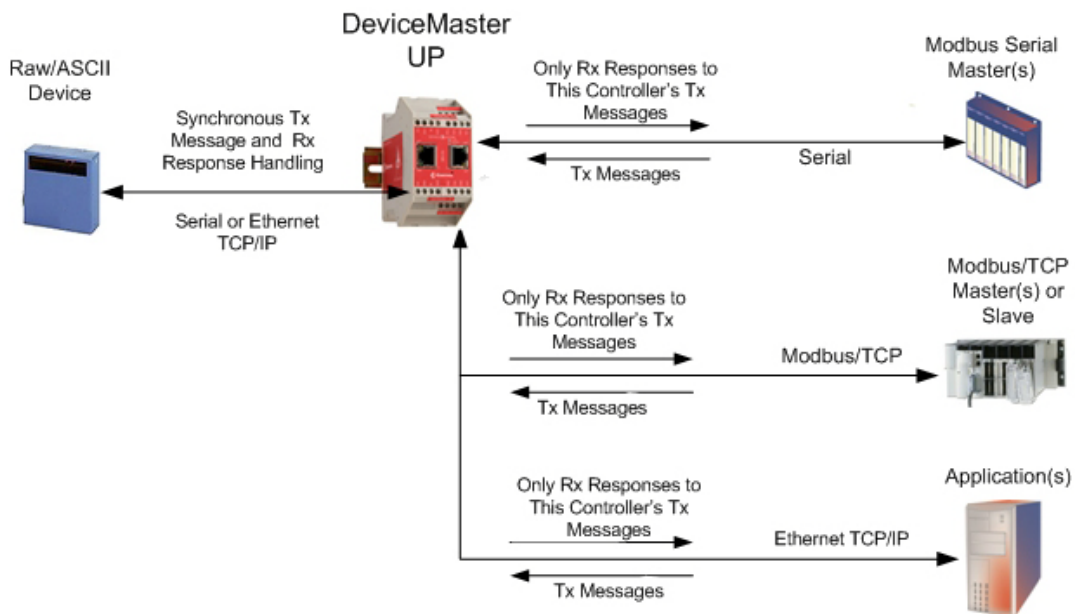 DeviceMaster
UP
Raw/ASCII
Device
Synchronous Tx
Message and Rx
Response Handling
Serial or Ethernet
TCP/IP
Only Rx Responses to
This Controller's Tx
Messages
Tx Messages
Serial
Modbus Serial
Master(s)
Only Rx Responses to
This Controller's Tx
Messages
Tx Messages
Modbus/TCP
Modbus/TCP
Master(s) or
Slave
Only Rx Responses to
This Controller's Tx
Messages
Tx Messages
Ethernet TCP/IP
Application(s)